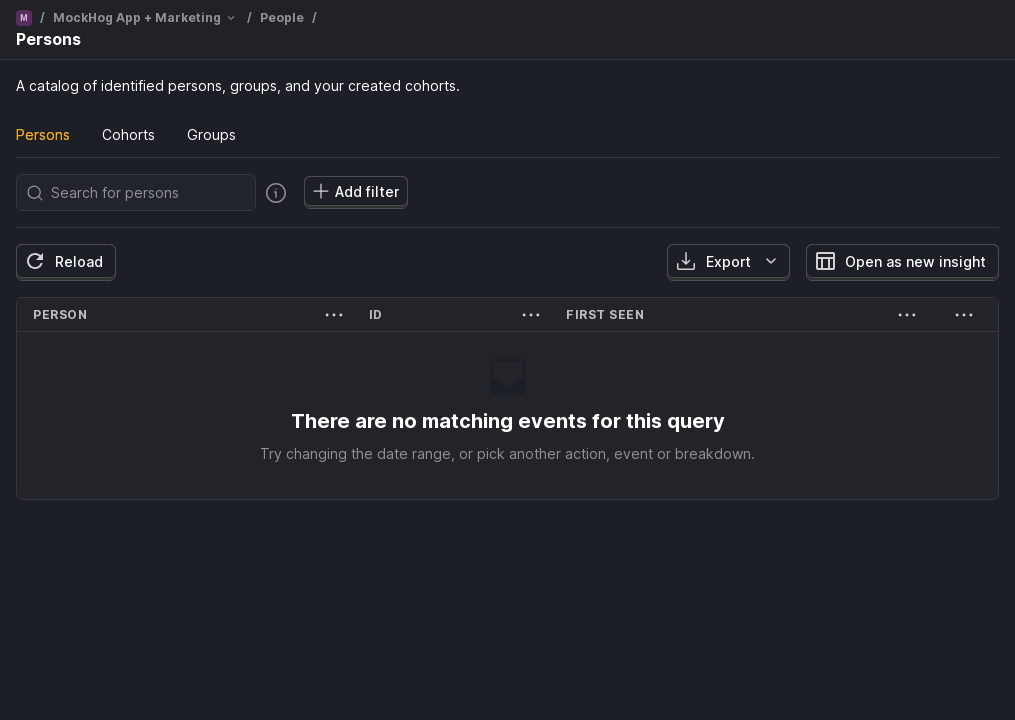 M / MockHog App + Marketing / People /
Persons
A catalog of identified persons, groups, and your created cohorts.
Persons Cohorts Groups
Search for persons Add filter
Reload Export Open as new insight
PERSON ID FIRST SEEN
There are no matching events for this query
Try changing the date range, or pick another action, event or breakdown.